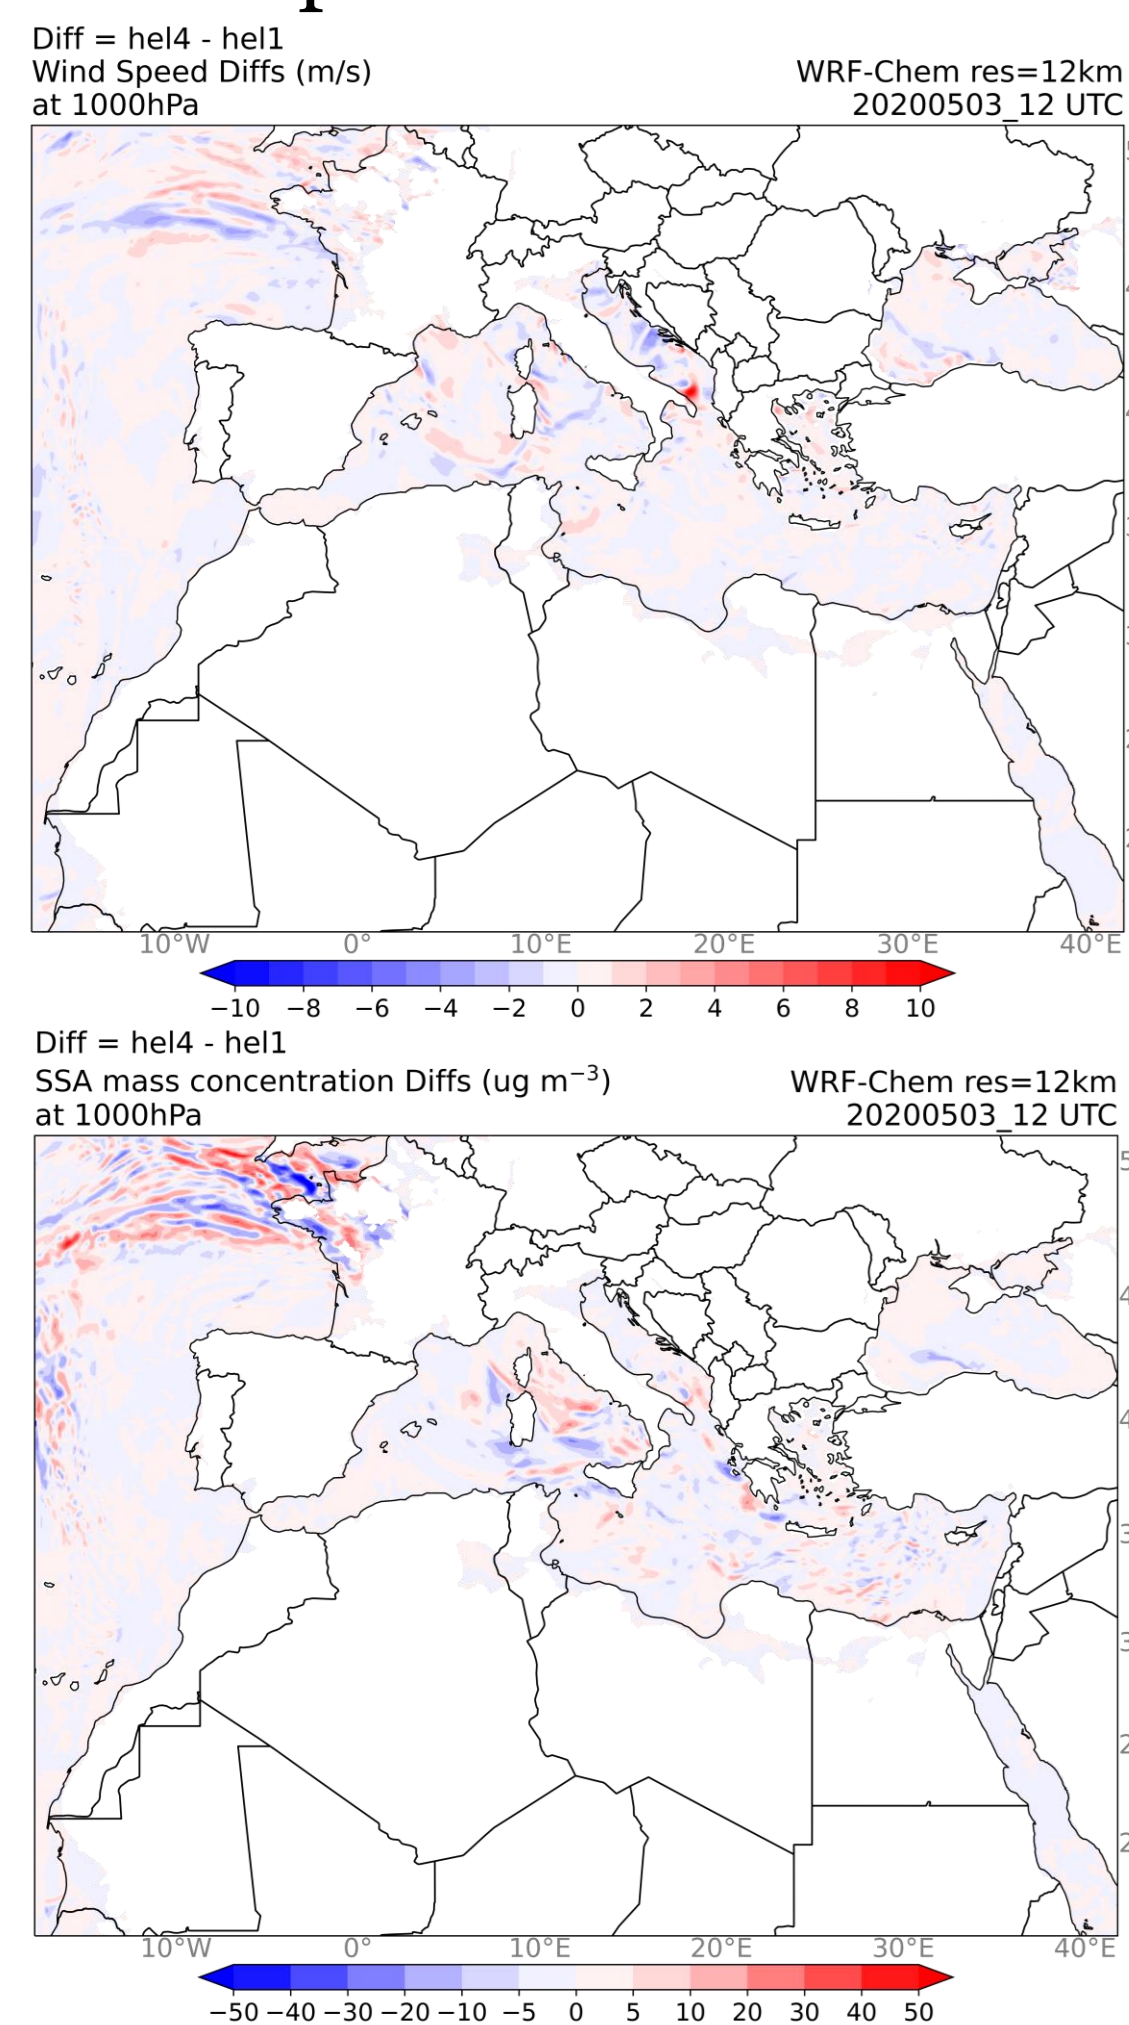 Diff = hel4 - hel1
Wind Speed Diffs (m/s)
WRF-Chem res=12km
at 1000hPa
20200503_12 UTC
10°W 0° 10°E 20°E 30°E 40°E
−10 −8 −6 −4 −2 0 2 4 6 8 10
Diff = hel4 - hel1
SSA mass concentration Diffs (ug m⁻³)
WRF-Chem res=12km
at 1000hPa
20200503_12 UTC
10°W 0° 10°E 20°E 30°E 40°E
−50 −40 −30 −20 −10 −5 0 5 10 20 30 40 50